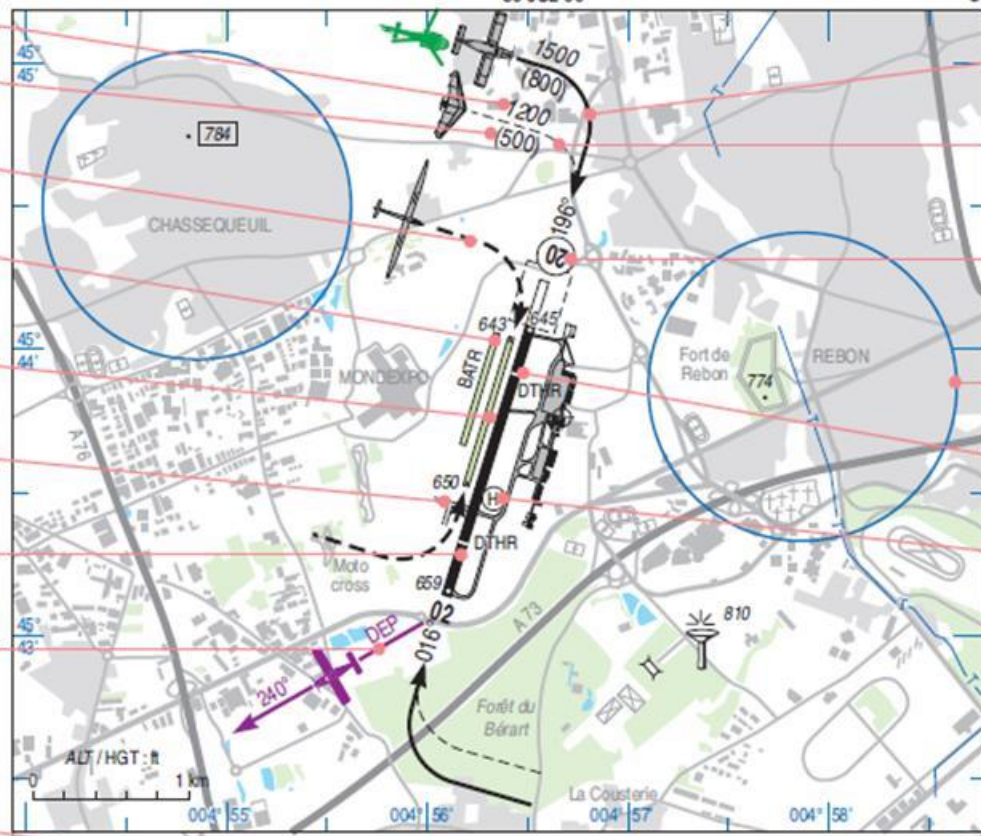 45°
45'
1500
(800)
1200
(500)
784
CHASSEQUEUIL
196°
20
643
645
45°
44'
BATR
MONDEXPO
DTHR
Fort de
Rebon
774
REBON
A 76
650
H
DTHR
Moto
cross
659
02
A 73
810
45°
43'
DEP
016°
240°
Forêt du
Bérart
ALT / HGT : ft
0 1 km
La Cousterie
004° 55'
004° 56'
004° 57'
004° 58'
T
T
T
T